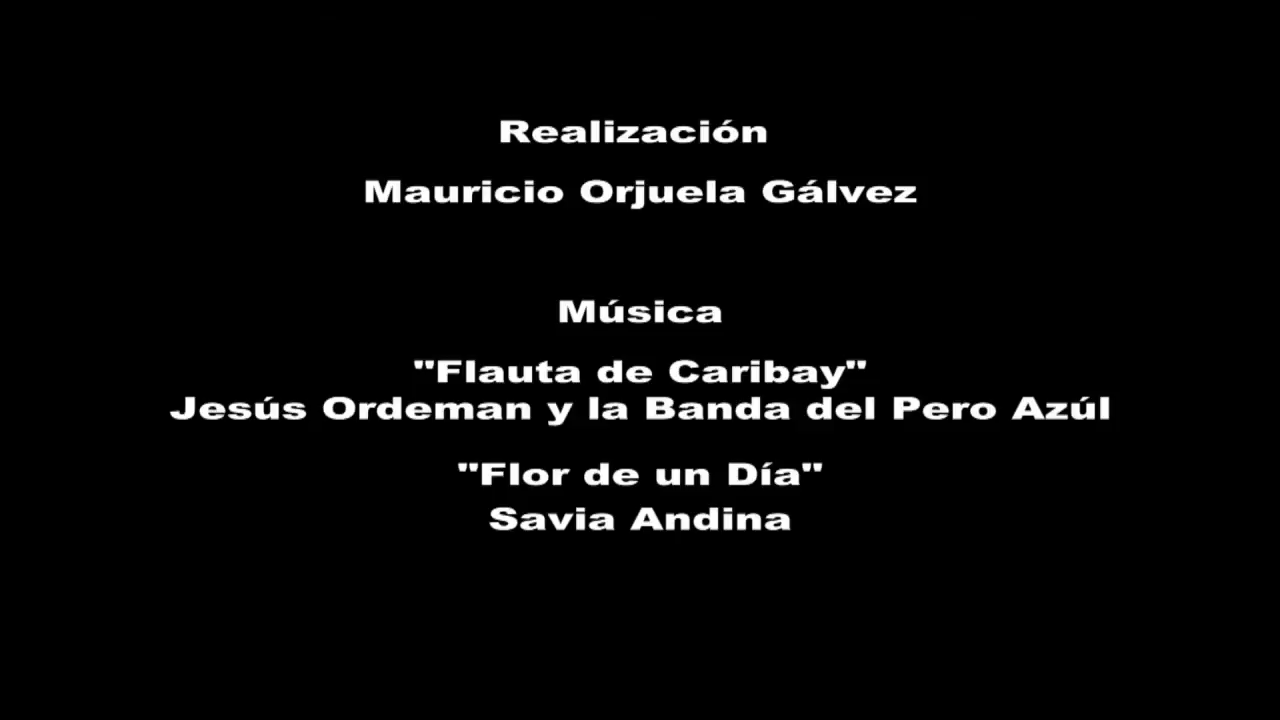 Realización
Mauricio Orjuela Gálvez
Música
"Flauta de Caribay"
Jesús Ordeman y la Banda del Pero Azúl
"Flor de un Día"
Savia Andina